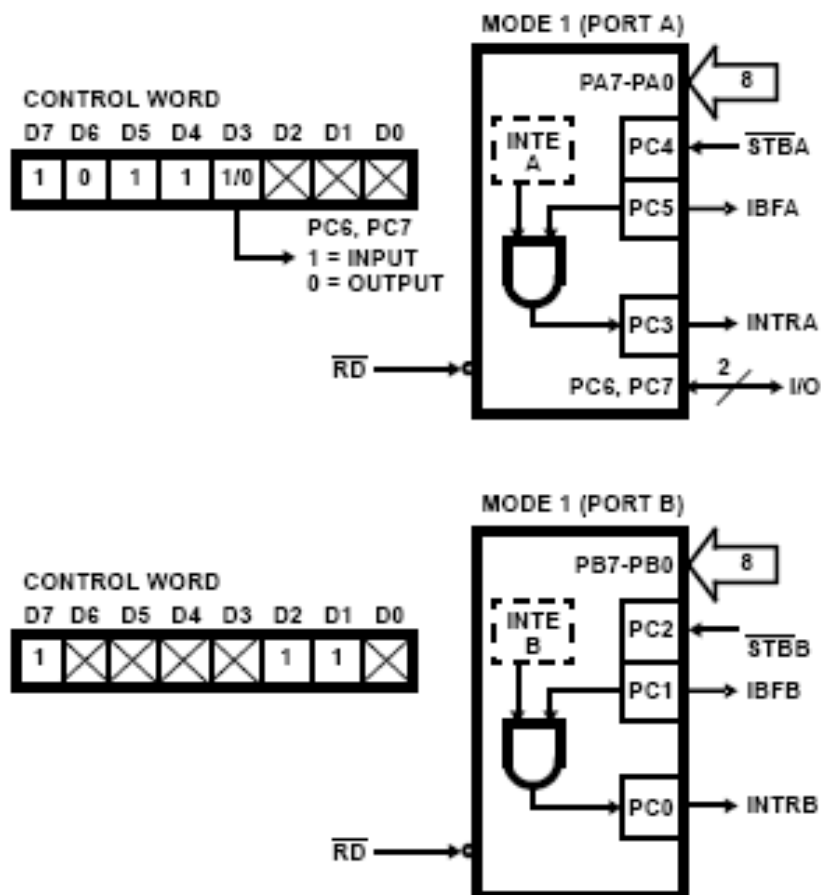 MODE 1 (PORT A)
PA7-PA0
8
CONTROL WORD
D7 D6 D5 D4 D3 D2 D1 D0
1 0 1 1 1/0
PC6, PC7
1 = INPUT
0 = OUTPUT
INTE
A
PC4
STBA
PC5
IBFA
PC3
INTRA
RD
PC6, PC7
2
I/O
MODE 1 (PORT B)
PB7-PB0
8
CONTROL WORD
D7 D6 D5 D4 D3 D2 D1 D0
1 1 1
INTE
B
PC2
STBB
PC1
IBFB
PC0
INTRB
RD